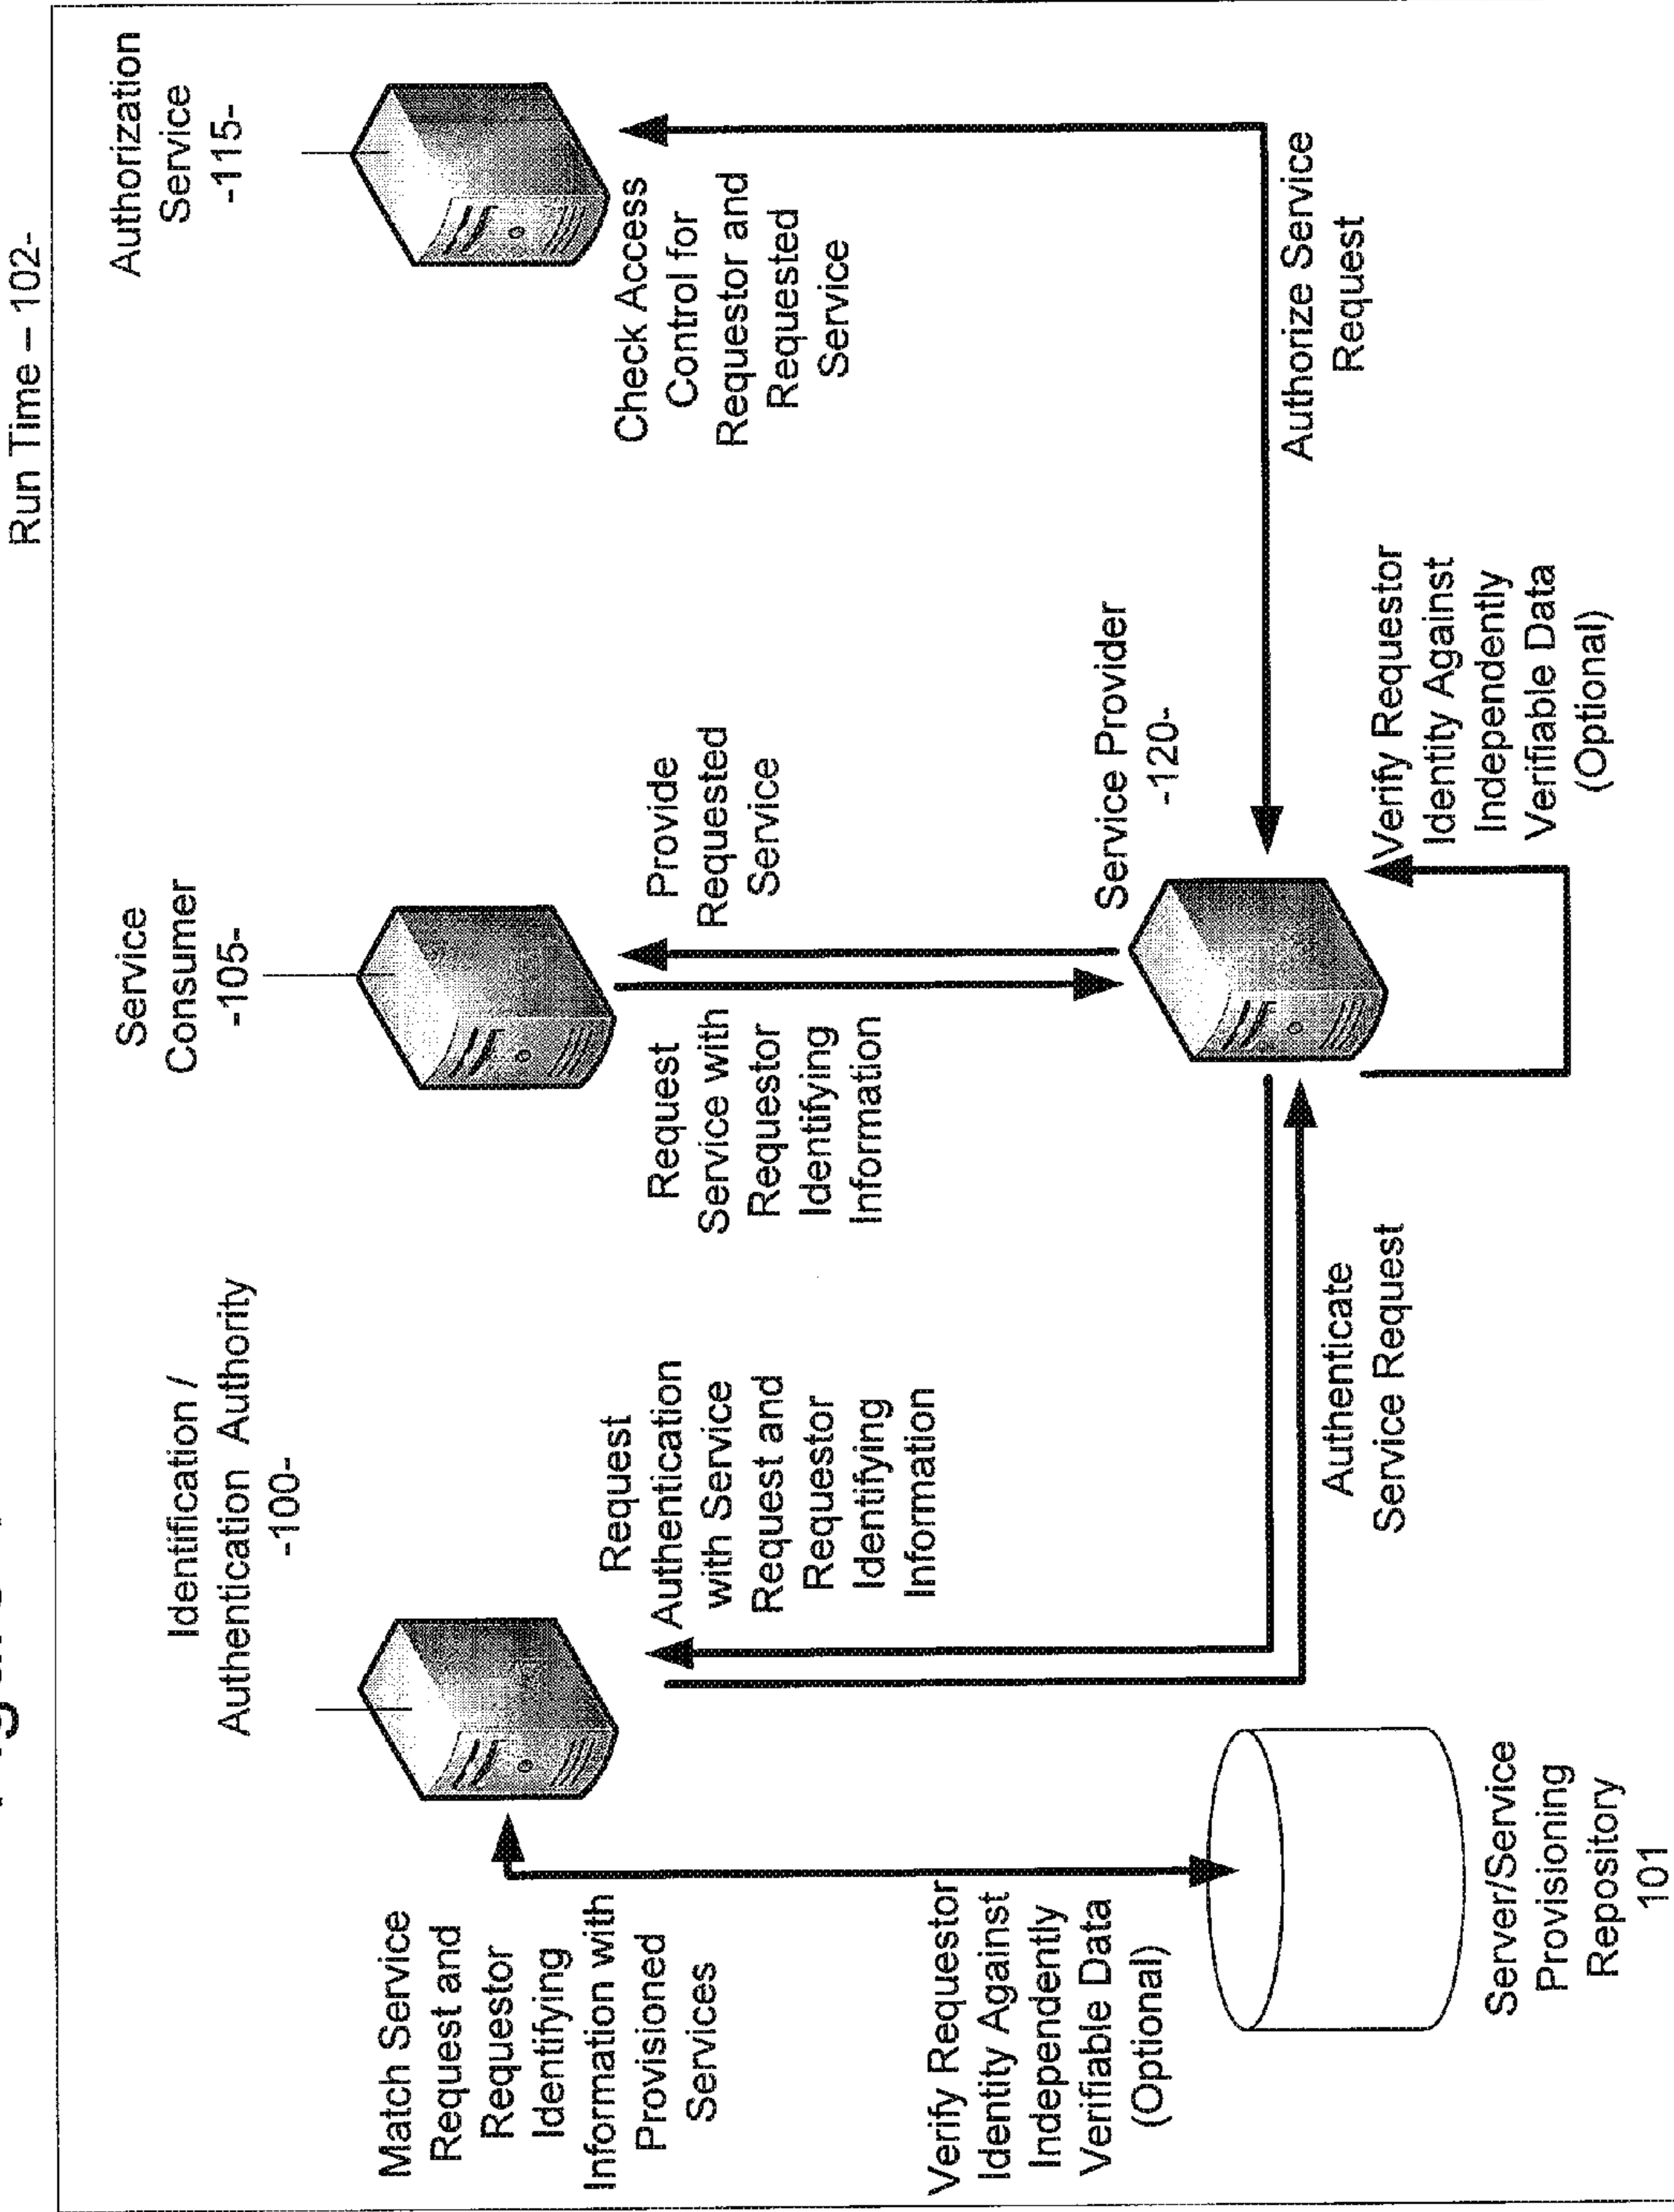 Run Time – 102-
Identification /
Authentication Authority
-100-
Service
Consumer
-105-
Authorization
Service
-115-
Match Service
Request and
Requestor
Identifying
Information with
Provisioned
Services
Request
Authentication
with Service
Request and
Requestor
Identifying
Information
Request
Service with
Requestor
Identifying
Information
Provide
Requested
Service
Check Access
Control for
Requestor and
Requested
Service
Verify Requestor
Identity Against
Independently
Verifiable Data
(Optional)
Service Provider
-120-
Authenticate
Service Request
Authorize Service
Request
Verify Requestor
Identity Against
Independently
Verifiable Data
(Optional)
Server/Service
Provisioning
Repository
101